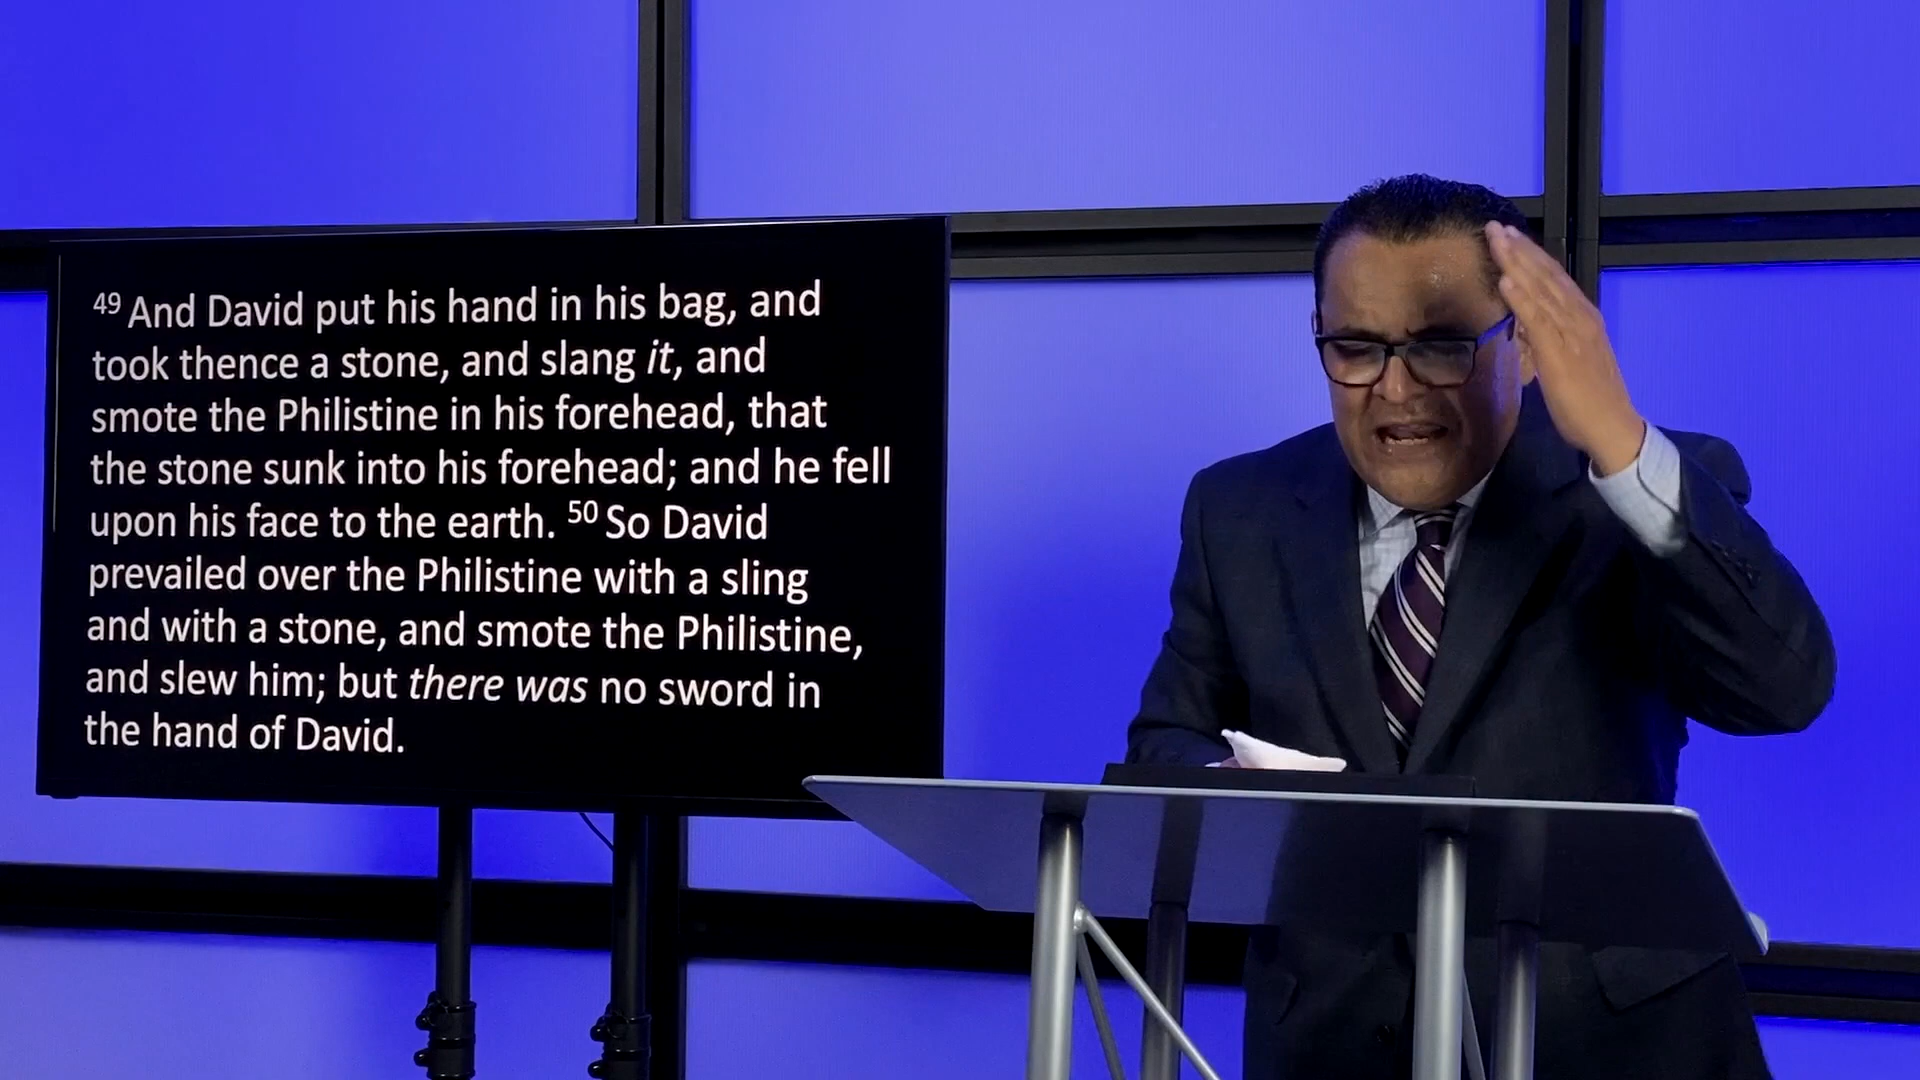 49 And David put his hand in his bag, and
took thence a stone, and slang it, and
smote the Philistine in his forehead, that
the stone sunk into his forehead; and he fell
upon his face to the earth. 50 So David
prevailed over the Philistine with a sling
and with a stone, and smote the Philistine,
and slew him; but there was no sword in
the hand of David.